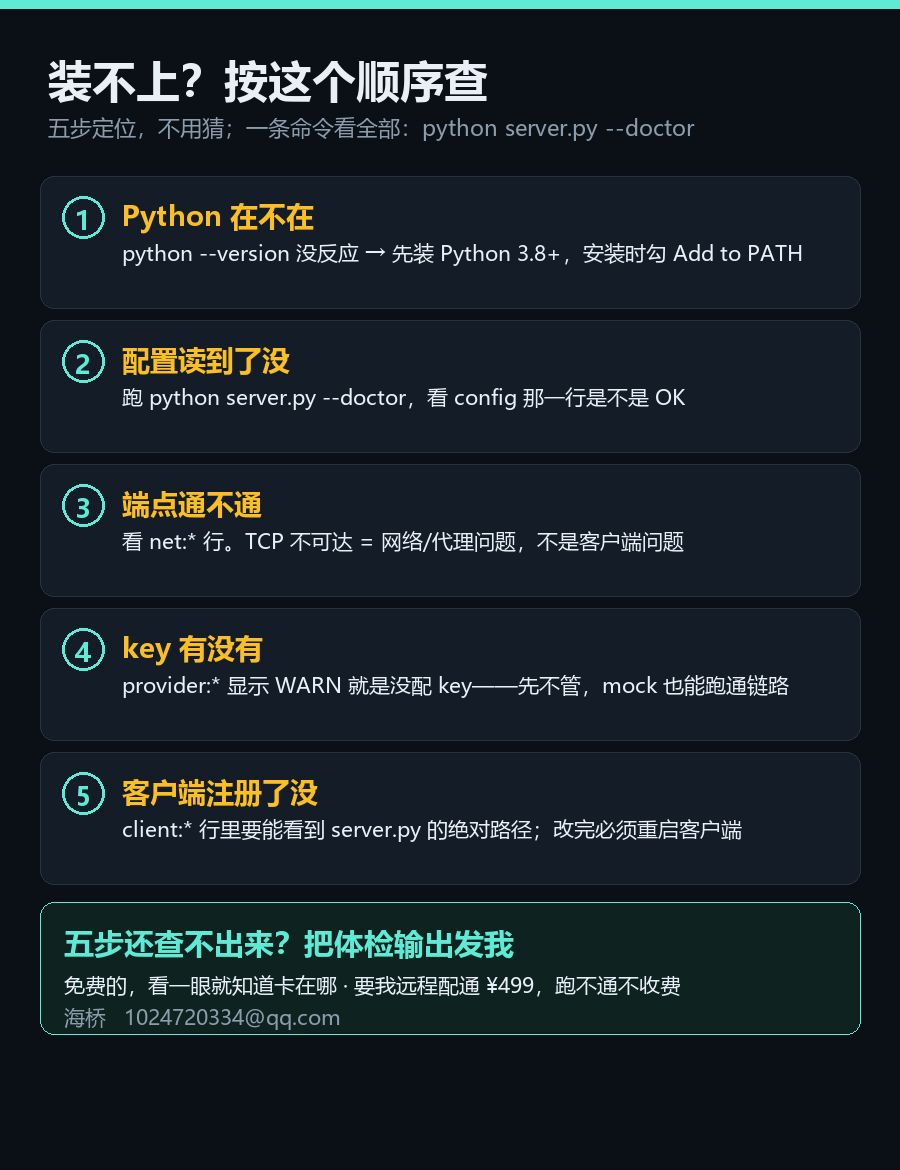 装不上？按这个顺序查
五步定位，不用猜；一条命令看全部：python server.py --doctor
1
Python 在不在
python --version 没反应 → 先装 Python 3.8+，安装时勾 Add to PATH
2
配置读到了没
跑 python server.py --doctor，看 config 那一行是不是 OK
3
端点通不通
看 net:* 行。TCP 不可达 = 网络/代理问题，不是客户端问题
4
key 有没有
provider:* 显示 WARN 就是没配 key——先不管，mock 也能跑通链路
5
客户端注册了没
client:* 行里要能看到 server.py 的绝对路径；改完必须重启客户端
五步还查不出来？把体检输出发我
免费的，看一眼就知道卡在哪 · 要我远程配通 ¥499，跑不通不收费
海桥 1024720334@qq.com